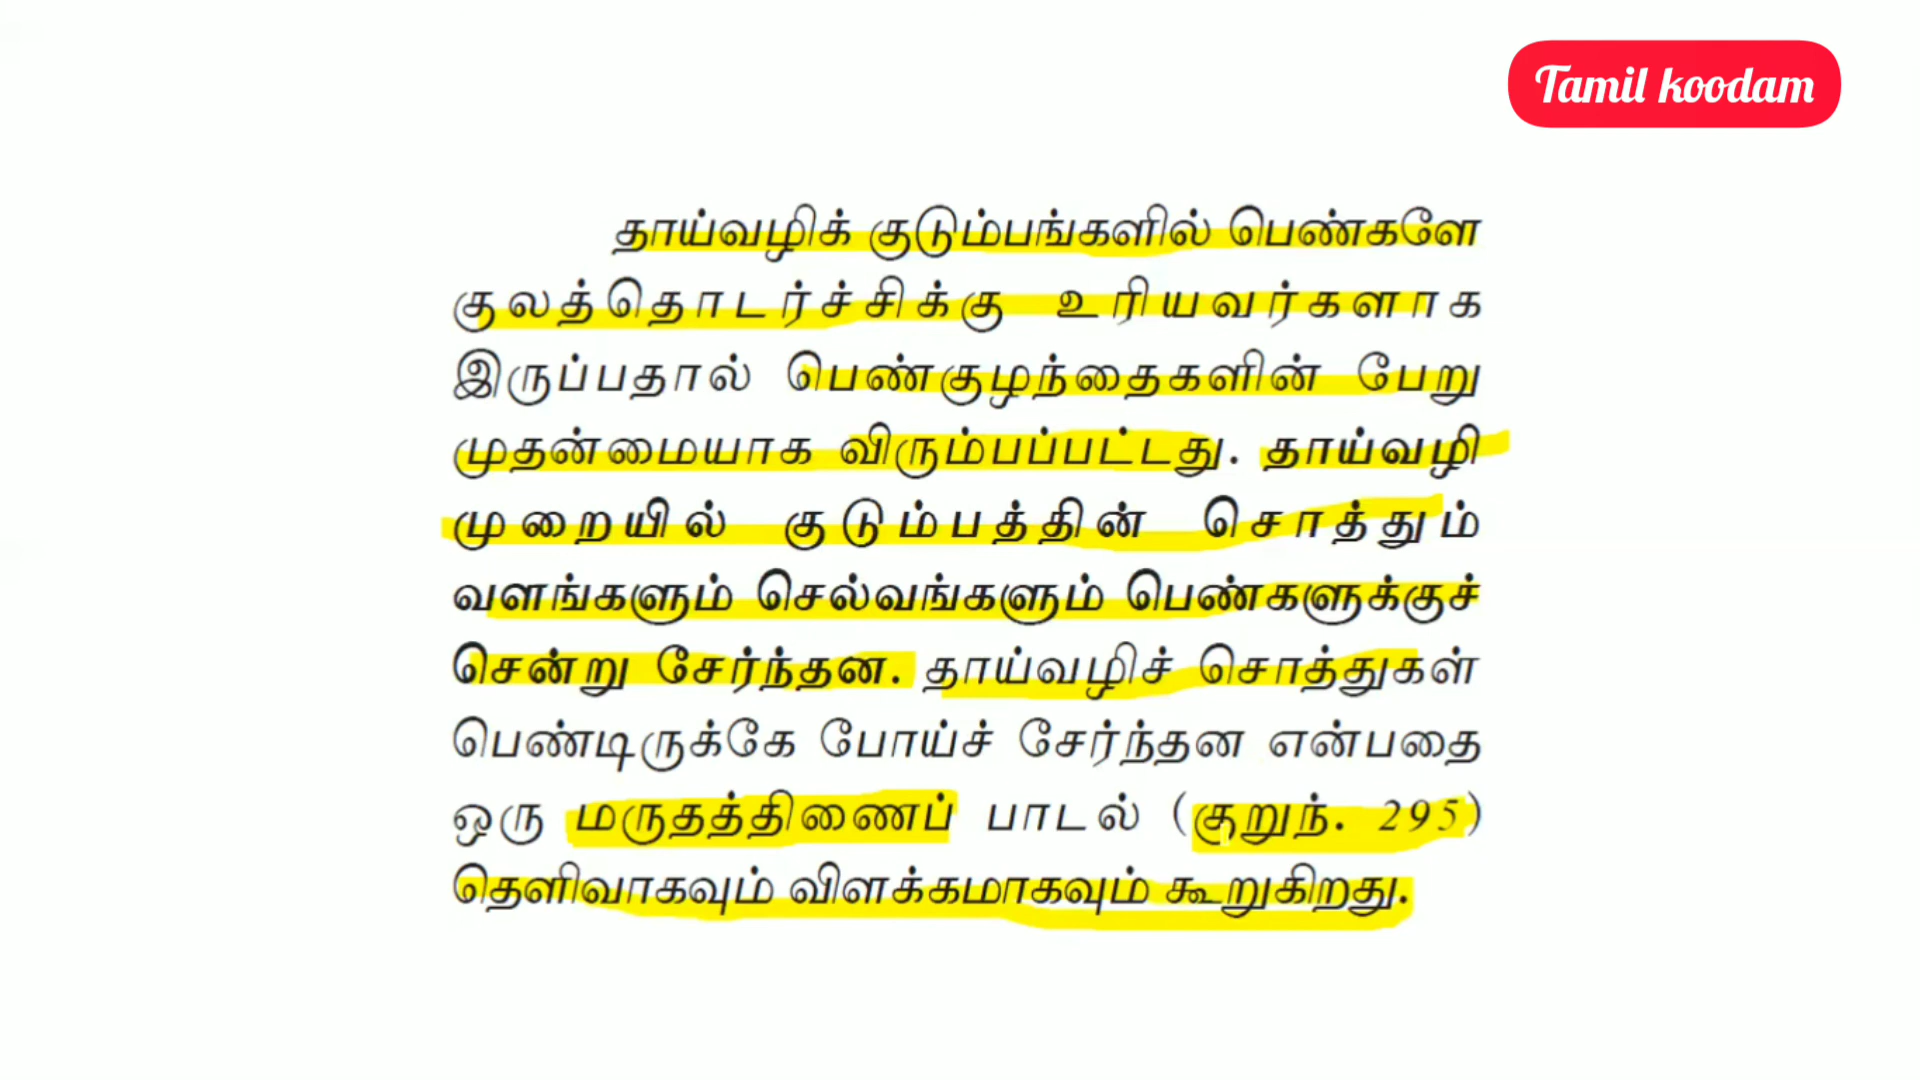 Tamil koodam
தாய்வழிக் குடும்பங்களில் பெண்களே
குலத்தொடர்ச்சிக்கு உரியவர்களாக
இருப்பதால் பெண்குழந்தைகளின் பேறு
முதன்மையாக விரும்பப்பட்டது. தாய்வழி
முறையில் குடும்பத்தின் சொத்தும்
வளங்களும் செல்வங்களும் பெண்களுக்குச்
சென்று சேர்ந்தன. தாய்வழிச் சொத்துகள்
பெண்டிருக்கே போய்ச் சேர்ந்தன என்பதை
ஒரு மருதத்திணைப் பாடல் (குறுந். 295)
தெளிவாகவும் விளக்கமாகவும் கூறுகிறது.